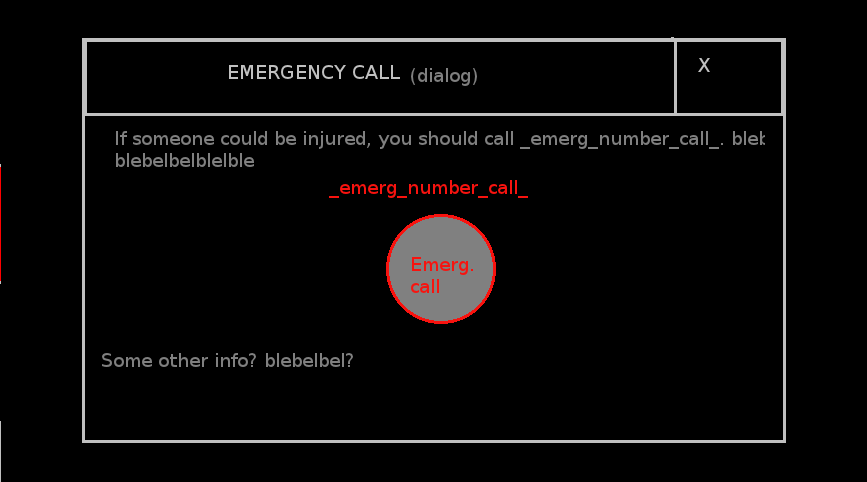 EMERGENCY CALL (dialog)
X
If someone could be injured, you should call _emerg_number_call_. bleb
blebelbelblelble
_emerg_number_call_
Emerg.
call
Some other info? blebelbel?